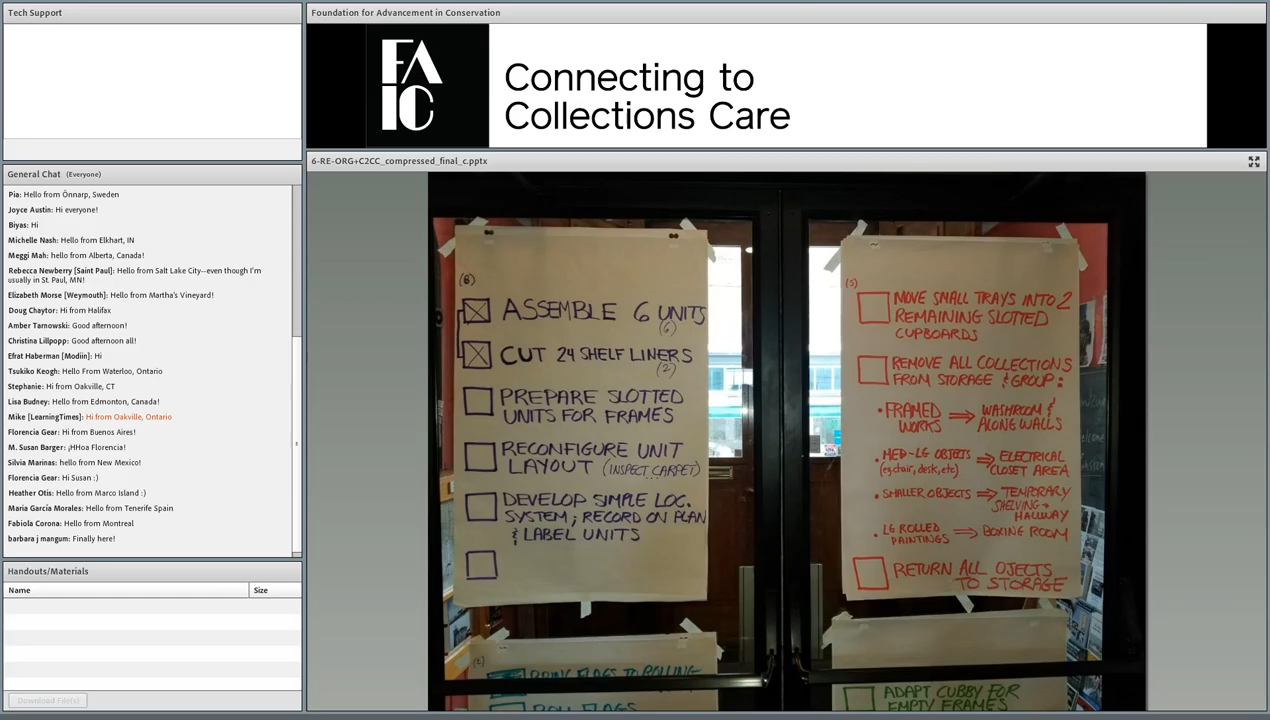 Tech Support
General Chat (Everyone)
Pia: Hello from Önnarp, Sweden
Joyce Austin: Hi everyone!
Biyas: Hi
Michelle Nash: Hello from Elkhart, IN
Meggi Mah: hello from Alberta, Canada!
Rebecca Newberry [Saint Paul]: Hello from Salt Lake City--even though I'm
usually in St. Paul, MN!
Elizabeth Morse [Weymouth]: Hello from Martha's Vineyard!
Doug Chaytor: Hi from Halifax
Amber Tarnowski: Good afternoon!
Christina Lillpopp: Good afternoon all!
Efrat Haberman [Modiin]: Hi
Tsukiko Keogh: Hello From Waterloo, Ontario
Stephanie: Hi from Oakville, CT
Lisa Budney: Hello from Edmonton, Canada!
Mike [LearningTimes]: Hi from Oakville, Ontario
Florencia Gear: Hi from Buenos Aires!
M. Susan Barger: ¡HHoa Florencia!
Silvia Marinas: hello from New Mexico!
Florencia Gear: Hi Susan :)
Heather Otis: Hello from Marco Island :)
Maria García Morales: Hello from Tenerife Spain
Fabiola Corona: Hello from Montreal
barbara j mangum: Finally here!
Handouts/Materials
Name Size
Download File(s)
Foundation for Advancement in Conservation
FA
IC
Connecting to
Collections Care
6-RE-ORG+C2CC_compressed_final_c.pptx
(6)
ASSEMBLE 6 UNITS
(6)
CUT 24 SHELF LINERS
(2)
PREPARE SLOTTED
UNITS FOR FRAMES
RECONFIGURE UNIT
LAYOUT (INSPECT CARPET)
DEVELOP SIMPLE LOC.
SYSTEM; RECORD ON PLAN
& LABEL UNITS
(5)
MOVE SMALL TRAYS INTO 2
REMAINING SLOTTED
CUPBOARDS
REMOVE ALL COLLECTIONS
FROM STORAGE & GROUP:
• FRAMED WORKS ⇒ WASHROOM & ALONG WALLS
• MED-LG OBJECTS (eg chair, desk, etc) ⇒ ELECTRICAL CLOSET AREA
• SMALLER OBJECTS ⇒ TEMPORARY SHELVING + HALLWAY
• LG ROLLED PAINTINGS ⇒ BOXING ROOM
RETURN ALL OJECTS
TO STORAGE
(2)
BRING FLAGS TO ROLLING
ROLL FLAGS
ADAPT CUBBY FOR
EMPTY FRAMES